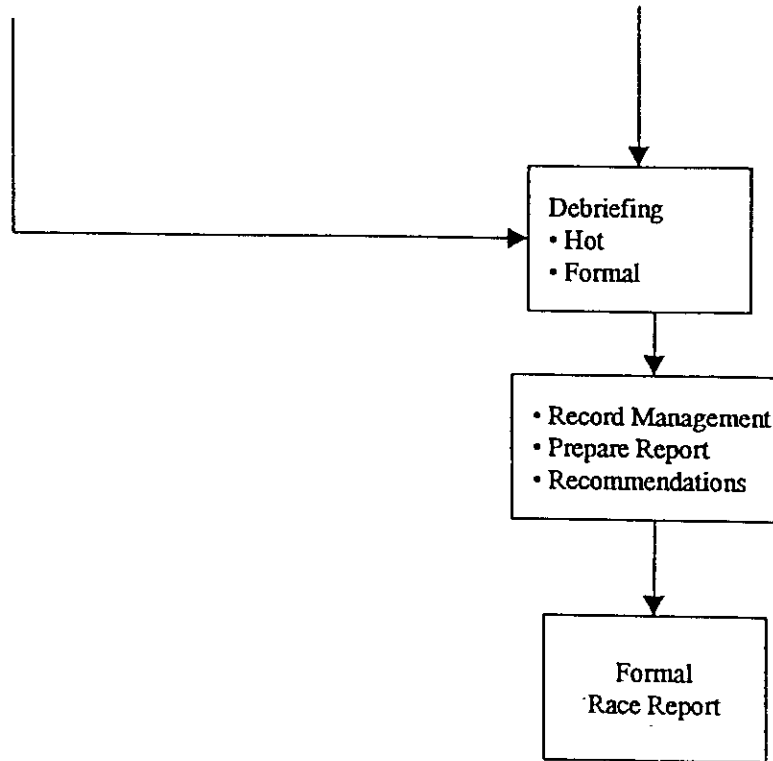 Debriefing
• Hot
• Formal
• Record Management
• Prepare Report
• Recommendations
Formal
Race Report